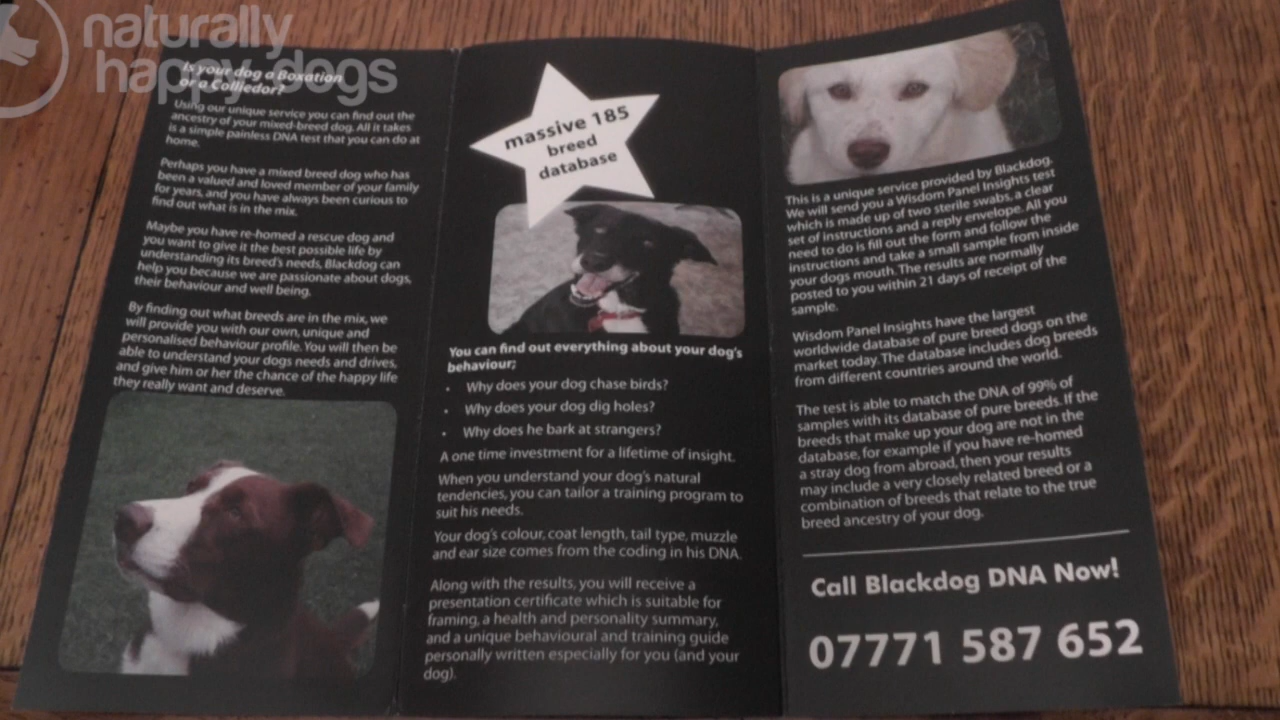 naturally
happy dogs
Is your dog a Boxation
or a Colliedor?
Using our unique service you can find out the
ancestry of your mixed-breed dog. All it takes
is a simple painless DNA test that you can do at
home.
Perhaps you have a mixed breed dog who has
been a valued and loved member of your family
for years, and you have always been curious to
find out what is in the mix.
Maybe you have re-homed a rescue dog and
you want to give it the best possible life by
understanding its breed's needs, Blackdog can
help you because we are passionate about dogs,
their behaviour and well being.
By finding out what breeds are in the mix, we
will provide you with our own, unique and
personalised behaviour profile. You will then be
able to understand your dogs needs and drives,
and give him or her the chance of the happy life
they really want and deserve.
massive 185
breed
database
You can find out everything about your dog's
behaviour;
• Why does your dog chase birds?
• Why does your dog dig holes?
• Why does he bark at strangers?
A one time investment for a lifetime of insight.
When you understand your dog's natural
tendencies, you can tailor a training program to
suit his needs.
Your dog's colour, coat length, tail type, muzzle
and ear size comes from the coding in his DNA.
Along with the results, you will receive a
presentation certificate which is suitable for
framing, a health and personality summary,
and a unique behavioural and training guide
personally written especially for you (and your
dog).
This is a unique service provided by Blackdog.
We will send you a Wisdom Panel Insights test
which is made up of two sterile swabs, a clear
set of instructions and a reply envelope. All you
need to do is fill out the form and follow the
instructions and take a small sample from inside
your dogs mouth. The results are normally
posted to you within 21 days of receipt of the
sample.
Wisdom Panel Insights have the largest
worldwide database of pure breed dogs on the
market today. The database includes dog breeds
from different countries around the world.
The test is able to match the DNA of 99% of
samples with its database of pure breeds. If the
breeds that make up your dog are not in the
database, for example if you have re-homed
a stray dog from abroad, then your results
may include a very closely related breed or a
combination of breeds that relate to the true
breed ancestry of your dog.
Call Blackdog DNA Now!
07771 587 652